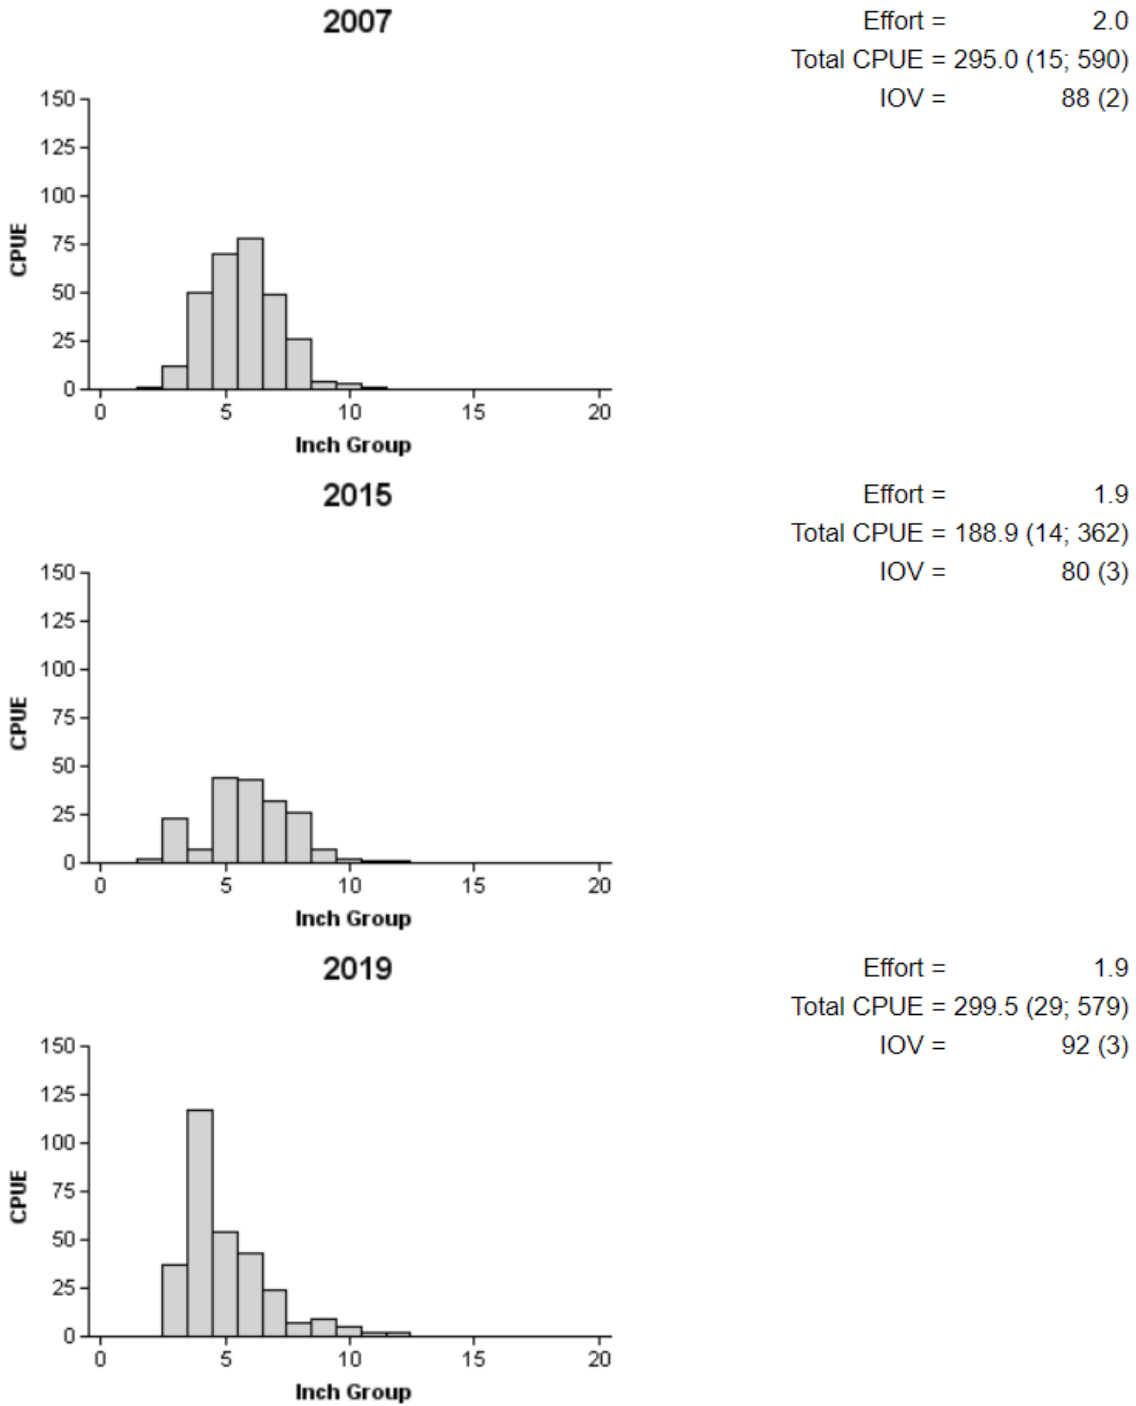 2007
Effort = 2.0
Total CPUE = 295.0 (15; 590)
IOV = 88 (2)
150
125
100
75
50
25
0
CPUE
0 5 10 15 20
Inch Group
2015
Effort = 1.9
Total CPUE = 188.9 (14; 362)
IOV = 80 (3)
150
125
100
75
50
25
0
CPUE
0 5 10 15 20
Inch Group
2019
Effort = 1.9
Total CPUE = 299.5 (29; 579)
IOV = 92 (3)
150
125
100
75
50
25
0
CPUE
0 5 10 15 20
Inch Group